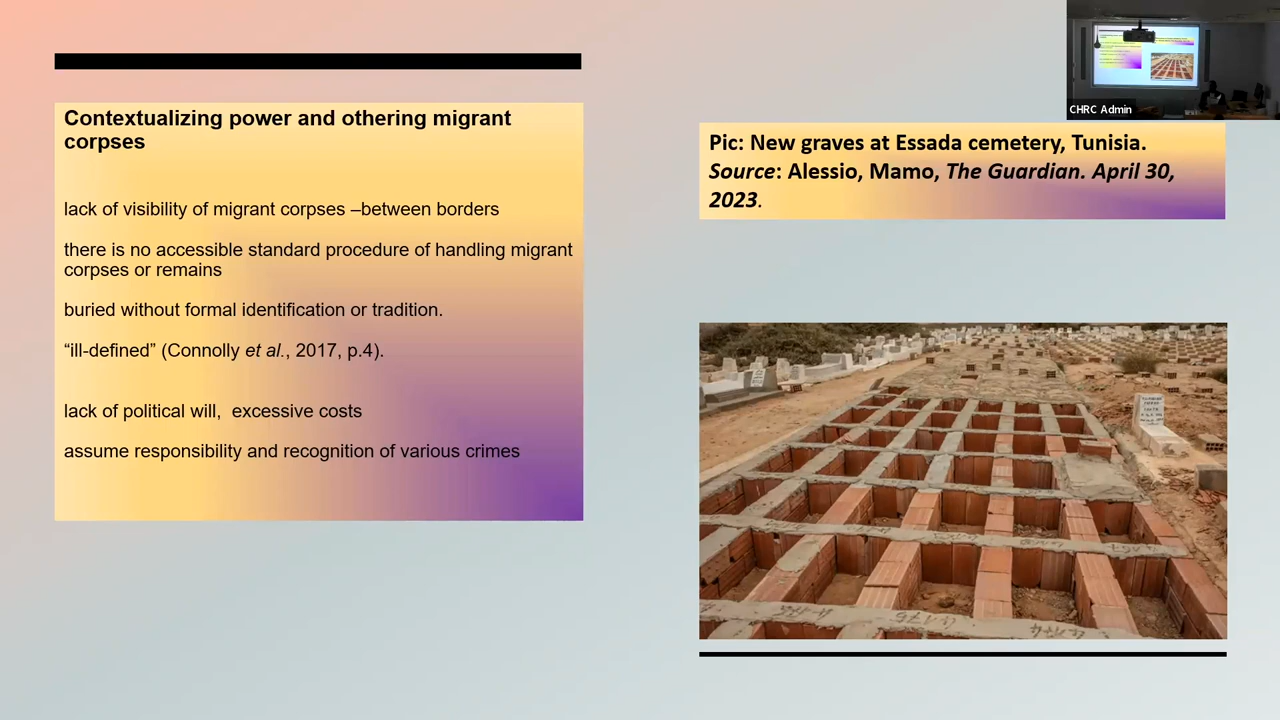 Contextualizing power and othering migrant
corpses
lack of visibility of migrant corpses –between borders
there is no accessible standard procedure of handling migrant
corpses or remains
buried without formal identification or tradition.
“ill-defined” (Connolly et al., 2017, p.4).
lack of political will,  excessive costs
assume responsibility and recognition of various crimes
CHRC Admin
Pic: New graves at Essada cemetery, Tunisia.
Source: Alessio, Mamo, The Guardian. April 30,
2023.